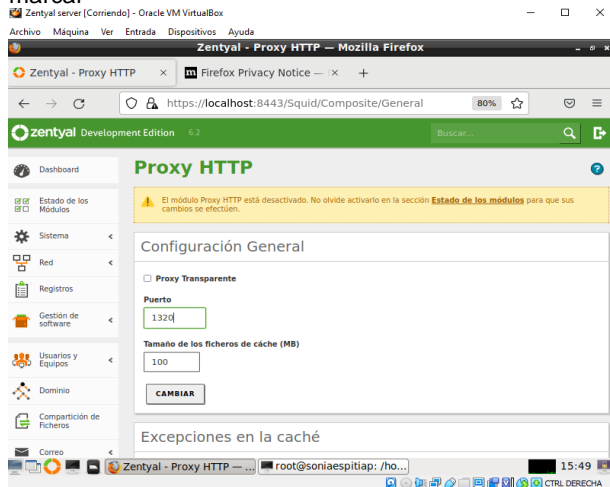 marcar
Zentyal server [Corriendo] - Oracle VM VirtualBox
Archivo Máquina Ver Entrada Dispositivos Ayuda
Zentyal - Proxy HTTP — Mozilla Firefox
Zentyal - Proxy HTTP
Firefox Privacy Notice —
https://localhost:8443/Squid/Composite/General
80%
zentyal Development Edition 6.2
Buscar...
Dashboard
Estado de los
Módulos
Sistema
Red
Registros
Gestión de
software
Usuarios y
Equipos
Dominio
Compartición de
Ficheros
Correo
Proxy HTTP
El módulo Proxy HTTP está desactivado. No olvide activarlo en la sección Estado de los módulos para que sus
cambios se efectúen.
Configuración General
Proxy Transparente
Puerto
1320
Tamaño de los ficheros de cáche (MB)
100
CAMBIAR
Excepciones en la caché
Zentyal - Proxy HTTP — ...
root@soniaespitiap: /ho...
15:49
CTRL DERECHA